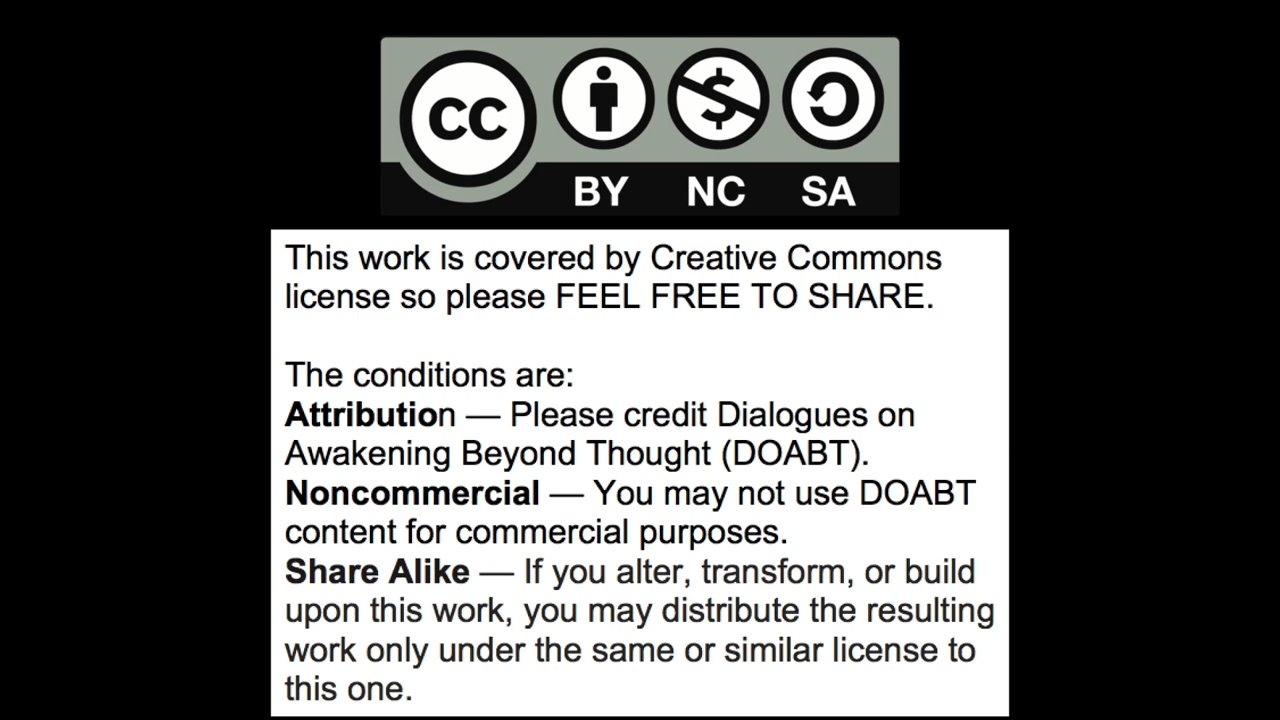 CC
BY NC SA
This work is covered by Creative Commons
license so please FEEL FREE TO SHARE.
The conditions are:
Attribution — Please credit Dialogues on
Awakening Beyond Thought (DOABT).
Noncommercial — You may not use DOABT
content for commercial purposes.
Share Alike — If you alter, transform, or build
upon this work, you may distribute the resulting
work only under the same or similar license to
this one.